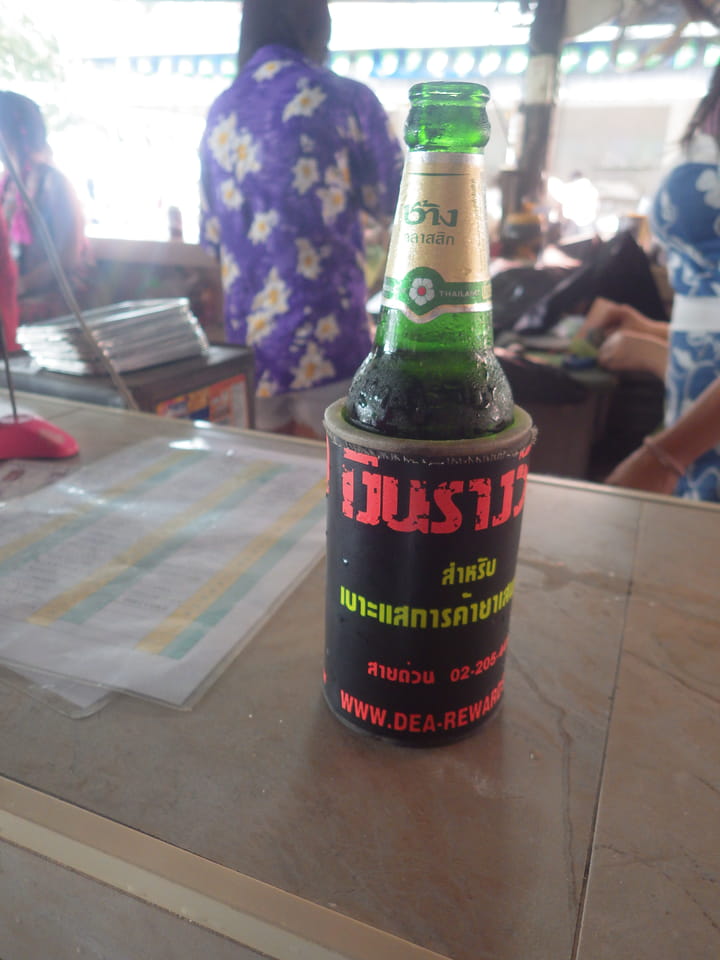 ช้าง
คลาสสิก
THAILAND
เงินรางวั
สำหรับ
เบาะแสการค้ายาเส
สายด่วน 02-205-4
WWW.DEA-REWARD